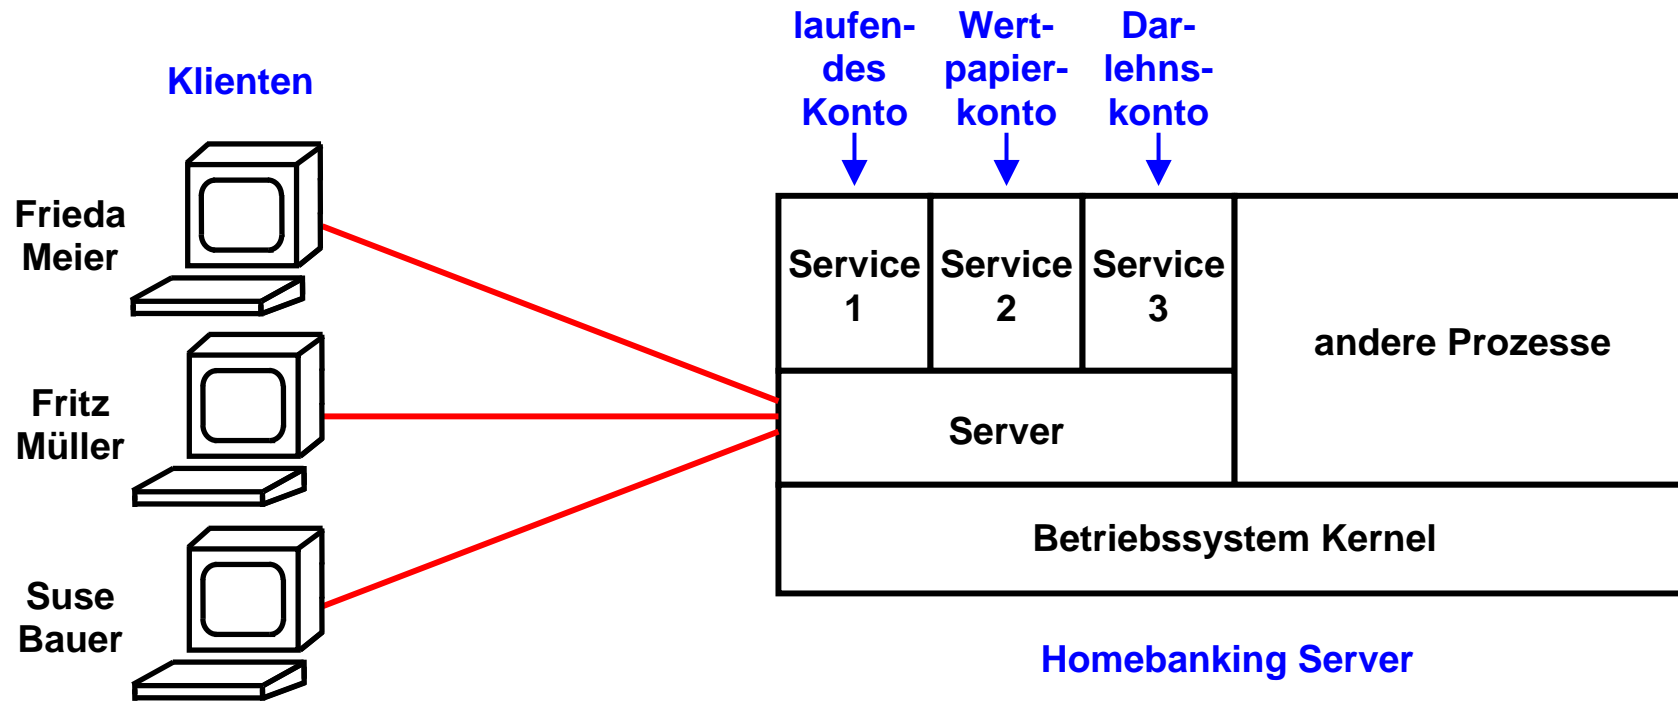 Klienten
Frieda
Meier
Fritz
Müller
Suse
Bauer
laufen-
des
Konto
Wert-
papier-
konto
Dar-
lehns-
konto
Service
1
Service
2
Service
3
andere Prozesse
Server
Betriebssystem Kernel
Homebanking Server